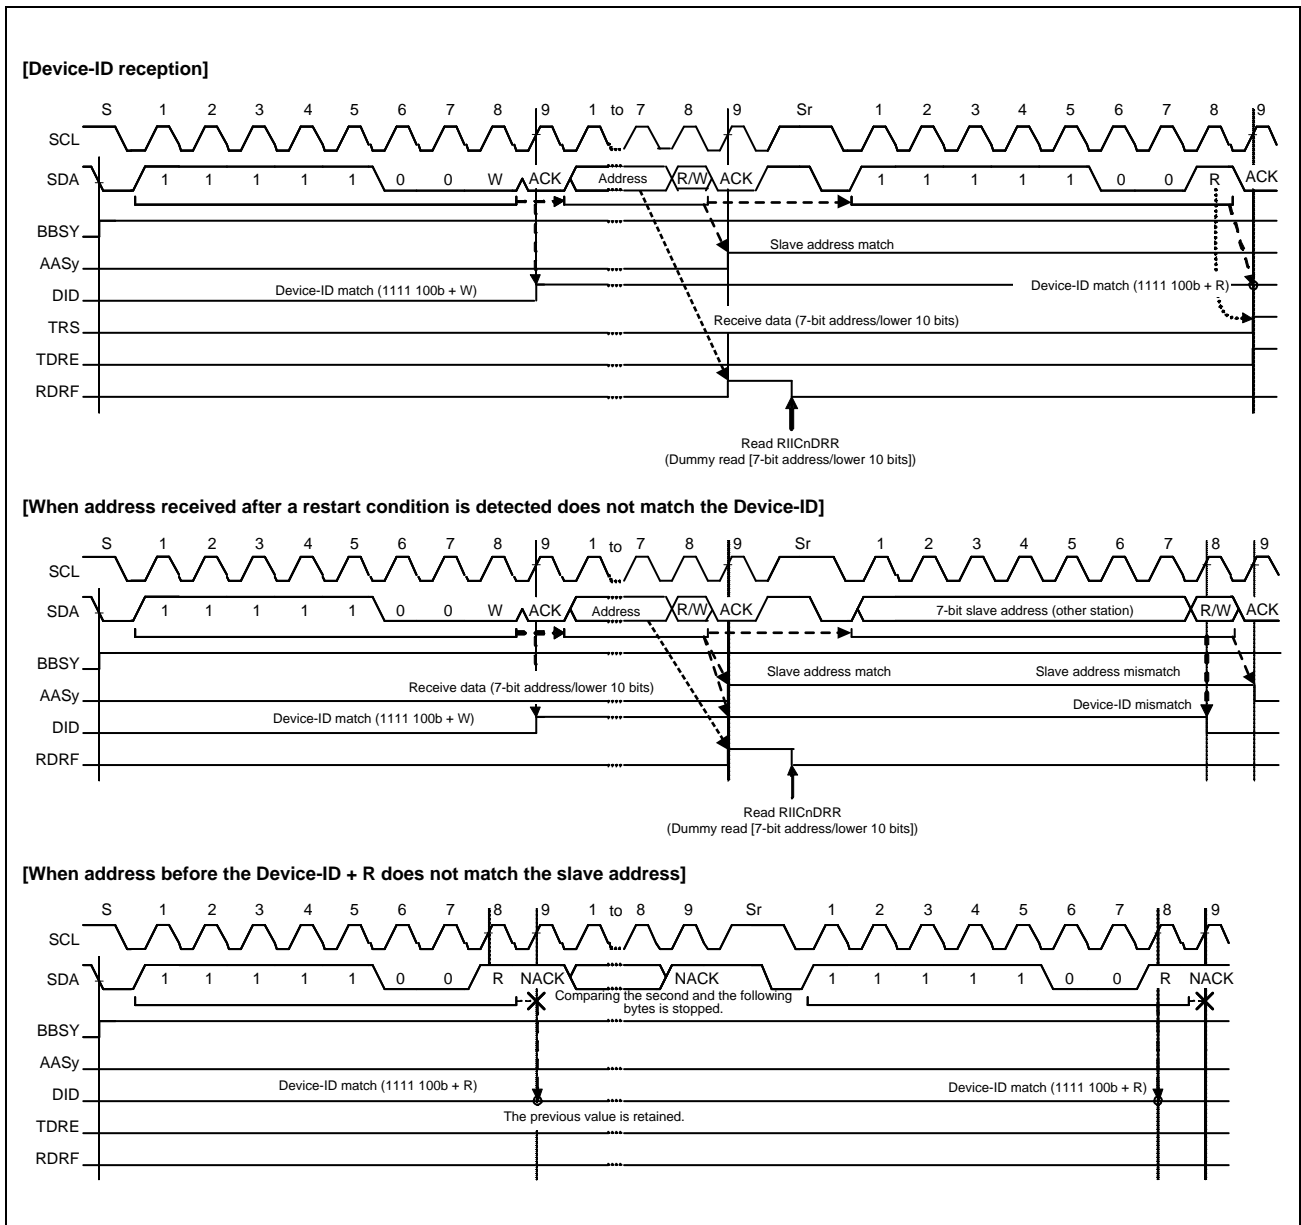 [Device-ID reception]
S 1 2 3 4 5 6 7 8 9 1 to 7 8 9 Sr 1 2 3 4 5 6 7 8 9
SCL
SDA 1 1 1 1 1 0 0 W ACK Address R/W ACK 1 1 1 1 1 0 0 R ACK
BBSY
Slave address match
AASy
Device-ID match (1111 100b + W) Device-ID match (1111 100b + R)
DID
TRS Receive data (7-bit address/lower 10 bits)
TDRE
RDRF
Read RIICnDRR
(Dummy read [7-bit address/lower 10 bits])
[When address received after a restart condition is detected does not match the Device-ID]
S 1 2 3 4 5 6 7 8 9 1 to 7 8 9 Sr 1 2 3 4 5 6 7 8 9
SCL
SDA 1 1 1 1 1 0 0 W ACK Address R/W ACK 7-bit slave address (other station) R/W ACK
BBSY
Slave address match Slave address mismatch
AASy Receive data (7-bit address/lower 10 bits)
Device-ID mismatch
DID Device-ID match (1111 100b + W)
RDRF
Read RIICnDRR
(Dummy read [7-bit address/lower 10 bits])
[When address before the Device-ID + R does not match the slave address]
S 1 2 3 4 5 6 7 8 9 1 to 8 9 Sr 1 2 3 4 5 6 7 8 9
SCL
SDA 1 1 1 1 1 0 0 R NACK NACK 1 1 1 1 1 0 0 R NACK
Comparing the second and the following
bytes is stopped.
BBSY
AASy
Device-ID match (1111 100b + R) Device-ID match (1111 100b + R)
DID
The previous value is retained.
TDRE
RDRF